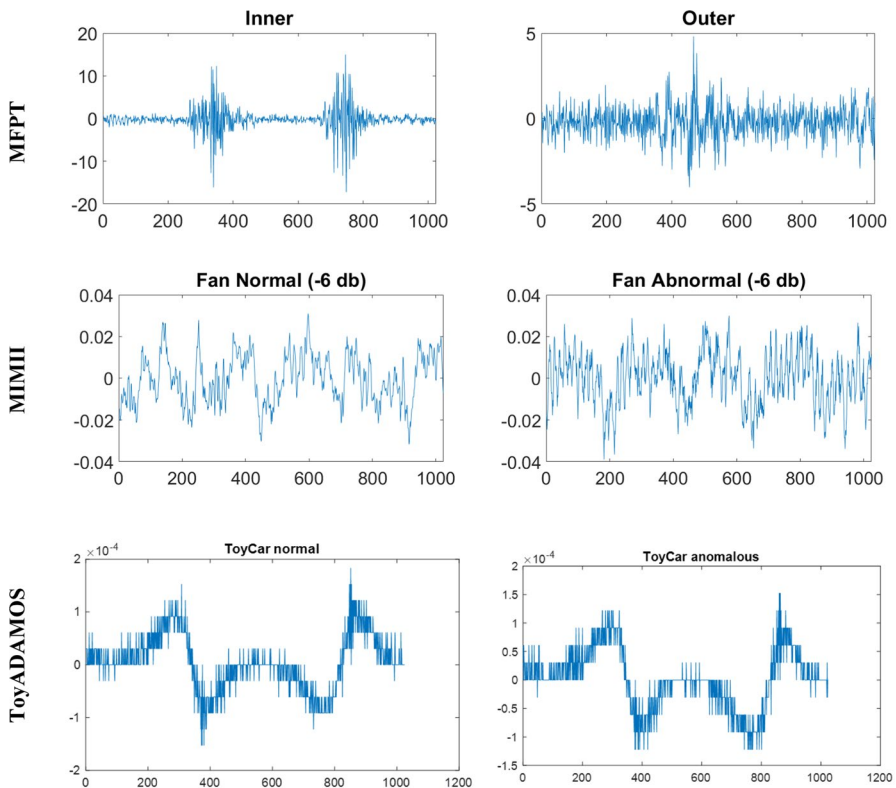 Inner
Outer
MFPT
20
10
0
-10
-20
0 200 400 600 800 1000
5
0
-5
0 200 400 600 800 1000
Fan Normal (-6 db)
Fan Abnormal (-6 db)
MIMII
0.04
0.02
0
-0.02
-0.04
0 200 400 600 800 1000
0.04
0.02
0
-0.02
-0.04
0 200 400 600 800 1000
ToyCar normal
ToyCar anomalous
ToyADAMOS
×10-4
2
1
0
-1
-2
0 200 400 600 800 1000 1200
×10-4
2
1.5
1
0.5
0
-0.5
-1
-1.5
0 200 400 600 800 1000 1200